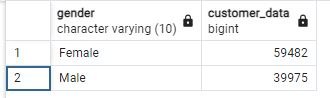 gender customer_data
character varying (10) bigint
1 Female 59482
2 Male 39975